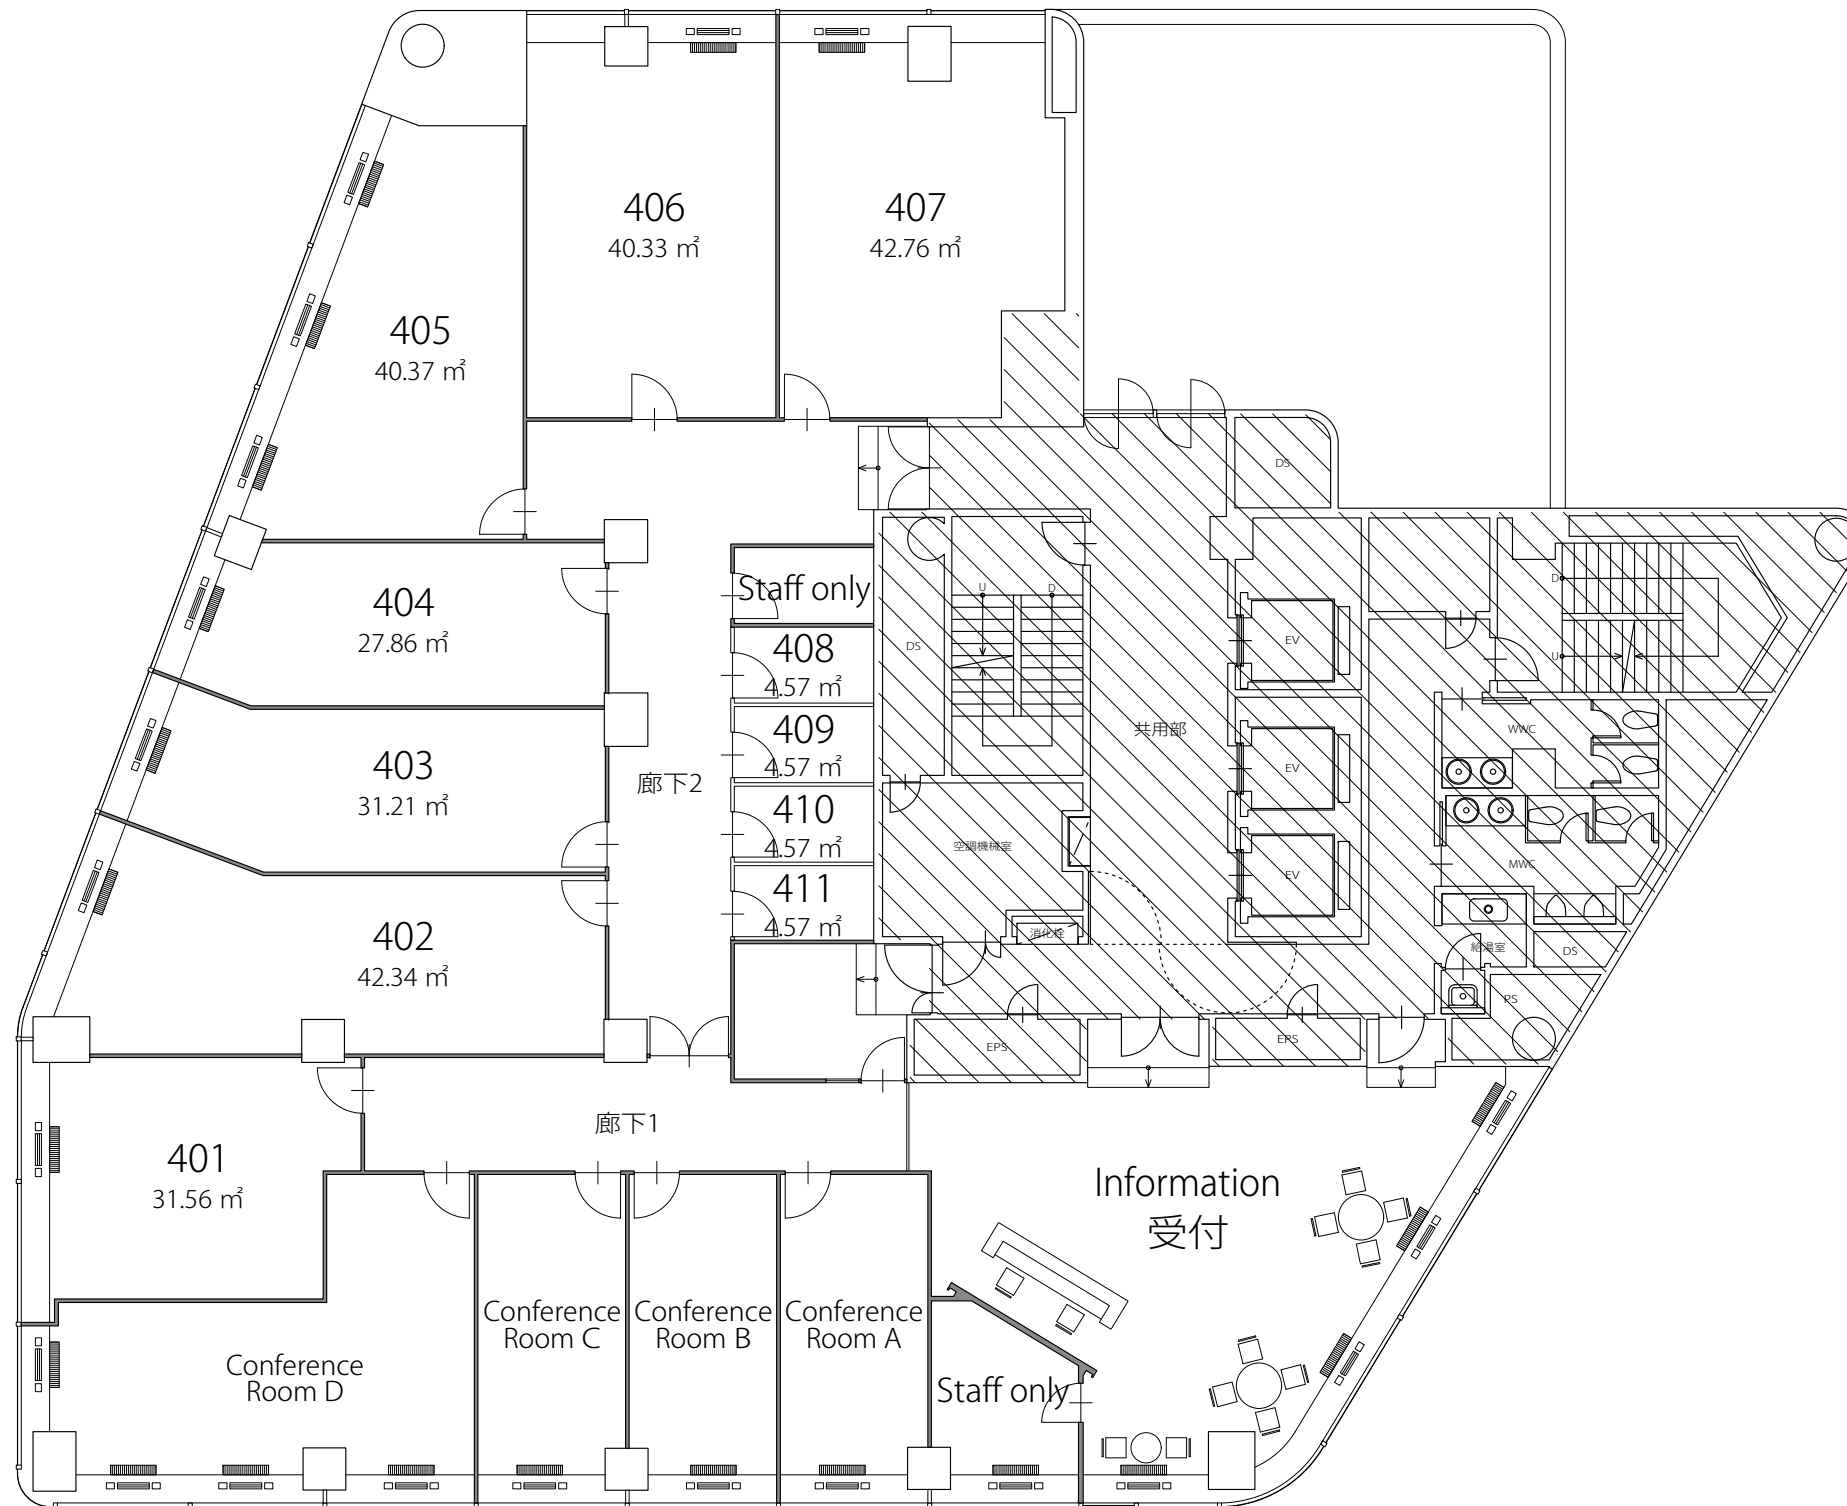 406
40.33 ㎡
407
42.76 ㎡
405
40.37 ㎡
DS
404
27.86 ㎡
Staff only
408
4.57 ㎡
409
4.57 ㎡
410
4.57 ㎡
411
4.57 ㎡
403
31.21 ㎡
廊下2
402
42.34 ㎡
DS
U
D
共用部
EV
EV
EV
D
U
WWC
MWC
空調機械室
消化栓
給湯室
DS
PS
EPS
EPS
401
31.56 ㎡
廊下1
Information
受付
Conference
Room D
Conference
Room C
Conference
Room B
Conference
Room A
Staff only